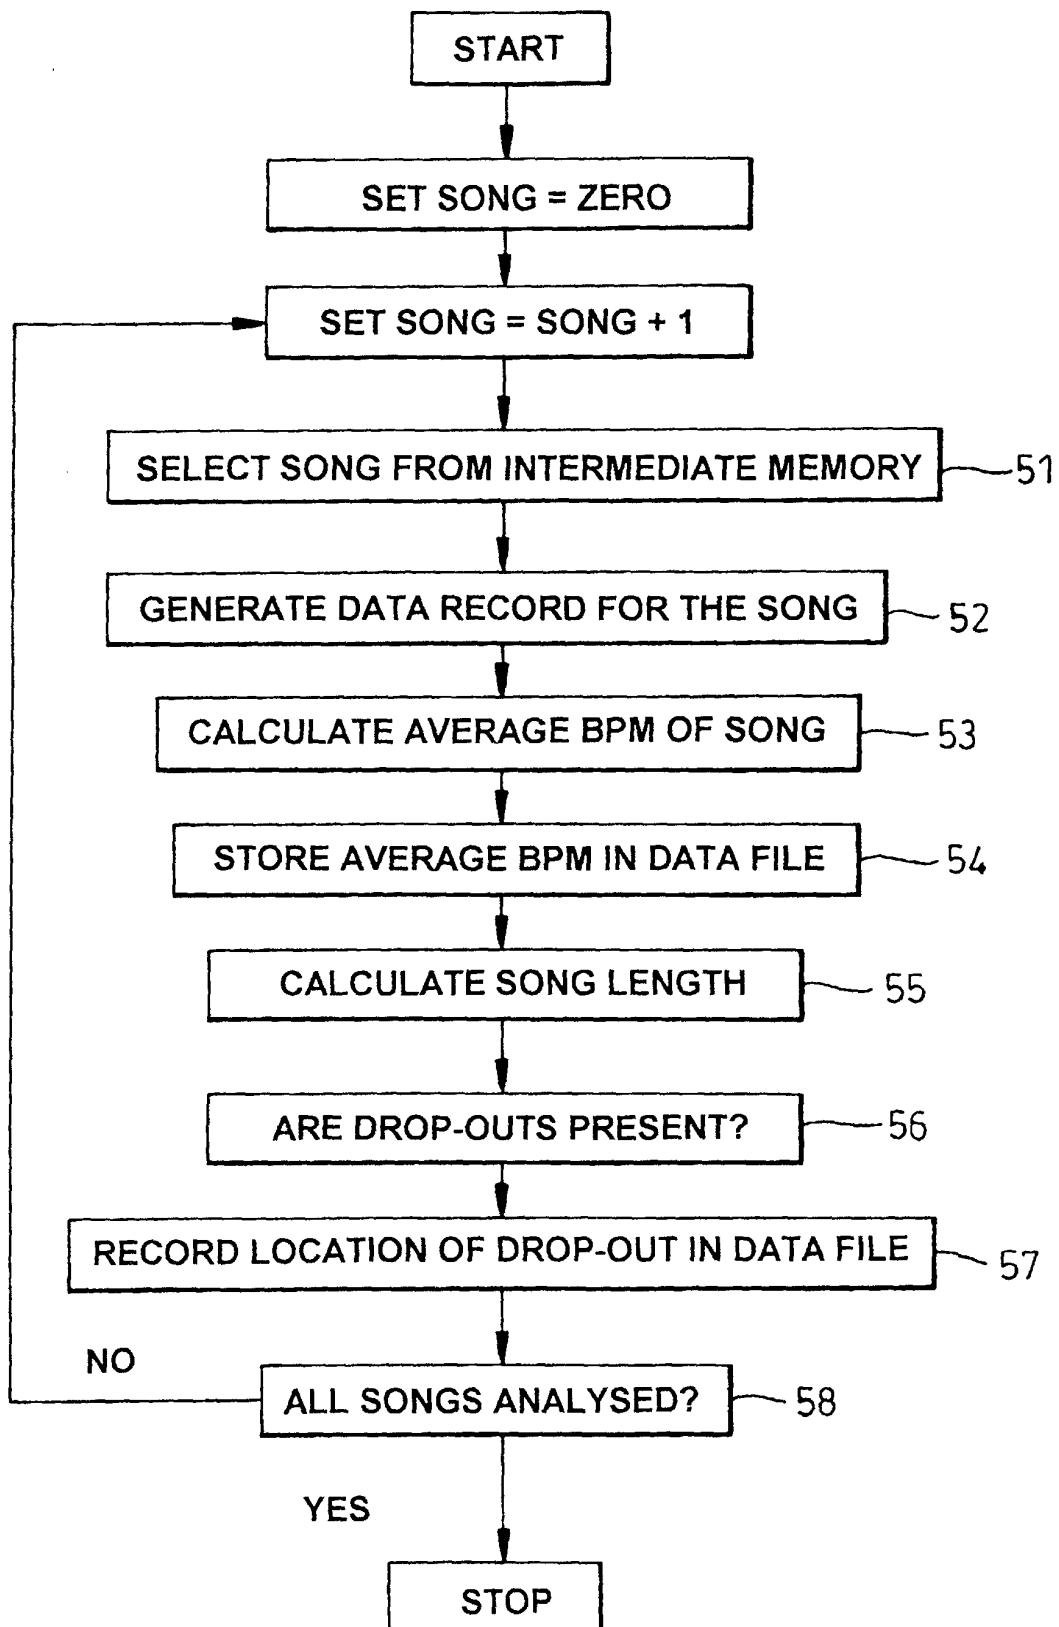 START
SET SONG = ZERO
SET SONG = SONG + 1
SELECT SONG FROM INTERMEDIATE MEMORY 51
GENERATE DATA RECORD FOR THE SONG 52
CALCULATE AVERAGE BPM OF SONG 53
STORE AVERAGE BPM IN DATA FILE 54
CALCULATE SONG LENGTH 55
ARE DROP-OUTS PRESENT? 56
RECORD LOCATION OF DROP-OUT IN DATA FILE 57
NO
ALL SONGS ANALYSED? 58
YES
STOP